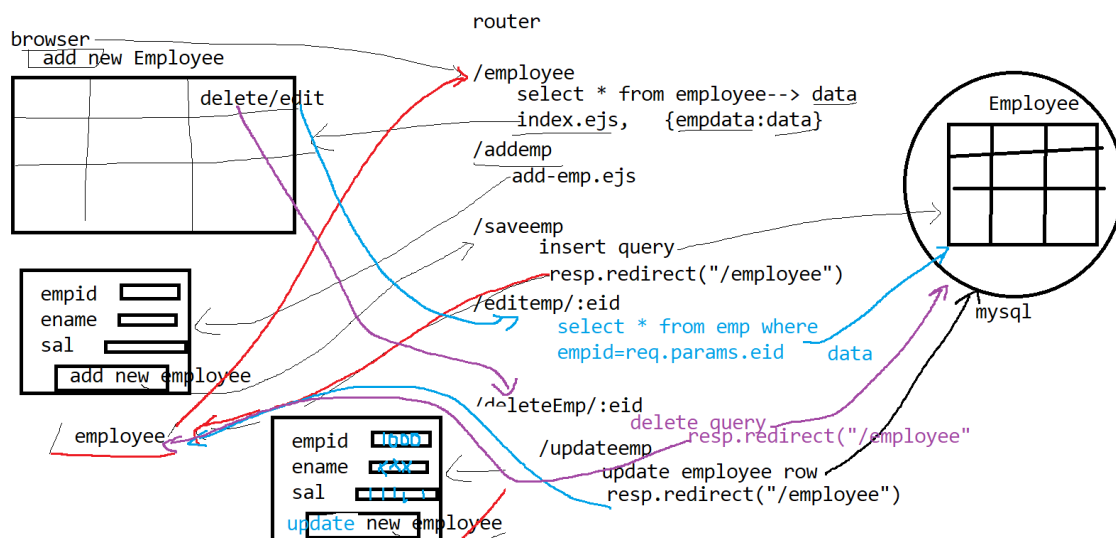 router
browser
add new Employee
delete/edit
/employee
select * from employee--> data
index.ejs, {empdata:data}
/addemp
add-emp.ejs
/saveemp
insert query
resp.redirect("/employee")
/editemp/:eid
select * from emp where
empid=req.params.eid data
/deleteEmp/:eid
delete query
resp.redirect("/employee"
/updateemp
update employee row
resp.redirect("/employee")
Employee
mysql
empid
ename
sal
add new employee
/ employee
empid
ename
sal
update new employee